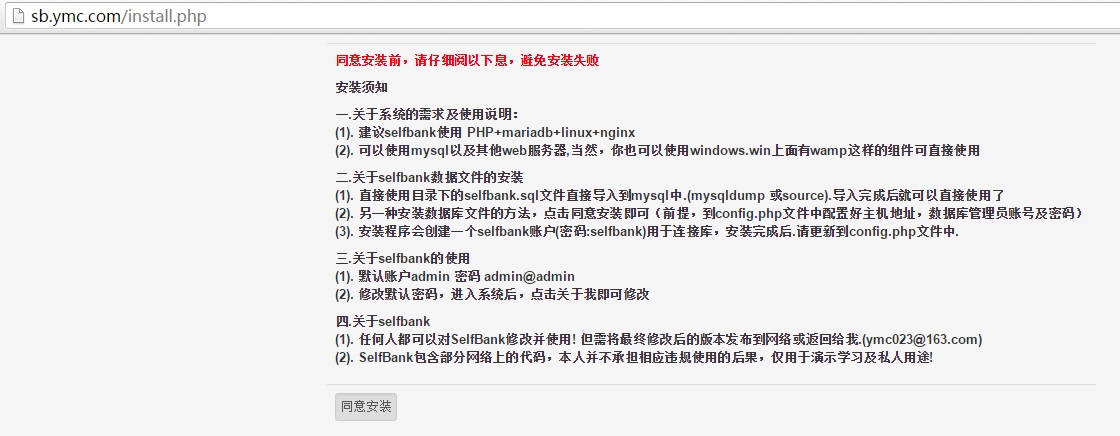 sb.ymc.com/install.php
同意安装前，请仔细阅以下息，避免安装失败
安装须知
一.关于系统的需求及使用说明：
(1). 建议selfbank使用 PHP+mariadb+linux+nginx
(2). 可以使用mysql以及其他web服务器,当然，你也可以使用windows.win上面有wamp这样的组件可直接使用
二.关于selfbank数据文件的安装
(1). 直接使用目录下的selfbank.sql文件直接导入到mysql中.(mysqldump 或source).导入完成后就可以直接使用了
(2). 另一种安装数据库文件的方法，点击同意安装即可（前提，到config.php文件中配置好主机地址，数据库管理员账号及密码）
(3). 安装程序会创建一个selfbank账户(密码:selfbank)用于连接库，安装完成后.请更新到config.php文件中.
三.关于selfbank的使用
(1). 默认账户admin 密码 admin@admin
(2). 修改默认密码，进入系统后，点击关于我即可修改
四.关于selfbank
(1). 任何人都可以对SelfBank修改并使用! 但需将最终修改后的版本发布到网络或返回给我.(ymc023@163.com)
(2). SelfBank包含部分网络上的代码，本人并不承担相应违规使用的后果，仅用于演示学习及私人用途!
同意安装